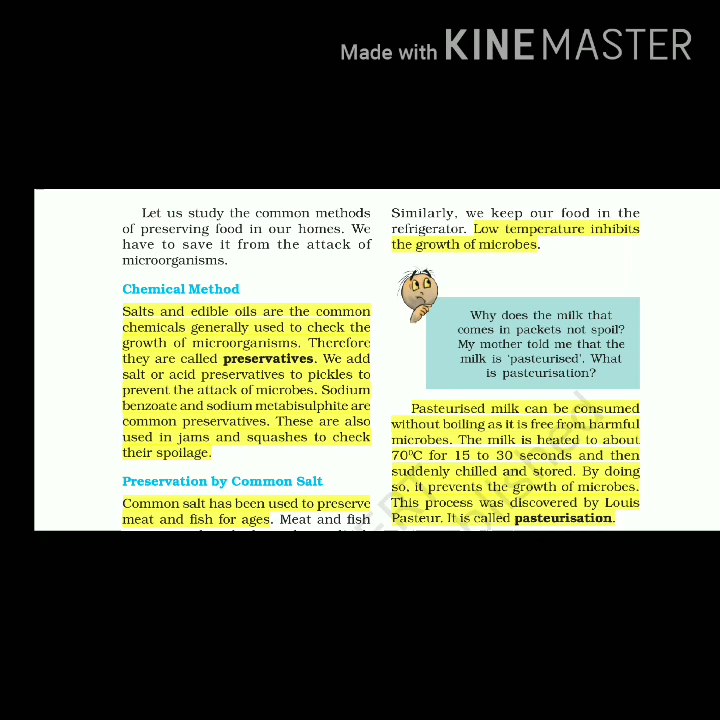 Made with KINEMASTER
Let us study the common methods
of preserving food in our homes. We
have to save it from the attack of
microorganisms.
Chemical Method
Salts and edible oils are the common
chemicals generally used to check the
growth of microorganisms. Therefore
they are called preservatives. We add
salt or acid preservatives to pickles to
prevent the attack of microbes. Sodium
benzoate and sodium metabisulphite are
common preservatives. These are also
used in jams and squashes to check
their spoilage.
Preservation by Common Salt
Common salt has been used to preserve
meat and fish for ages. Meat and fish
Similarly, we keep our food in the
refrigerator. Low temperature inhibits
the growth of microbes.
Why does the milk that
comes in packets not spoil?
My mother told me that the
milk is ‘pasteurised’. What
is pasteurisation?
Pasteurised milk can be consumed
without boiling as it is free from harmful
microbes. The milk is heated to about
70⁰C for 15 to 30 seconds and then
suddenly chilled and stored. By doing
so, it prevents the growth of microbes.
This process was discovered by Louis
Pasteur. It is called pasteurisation.